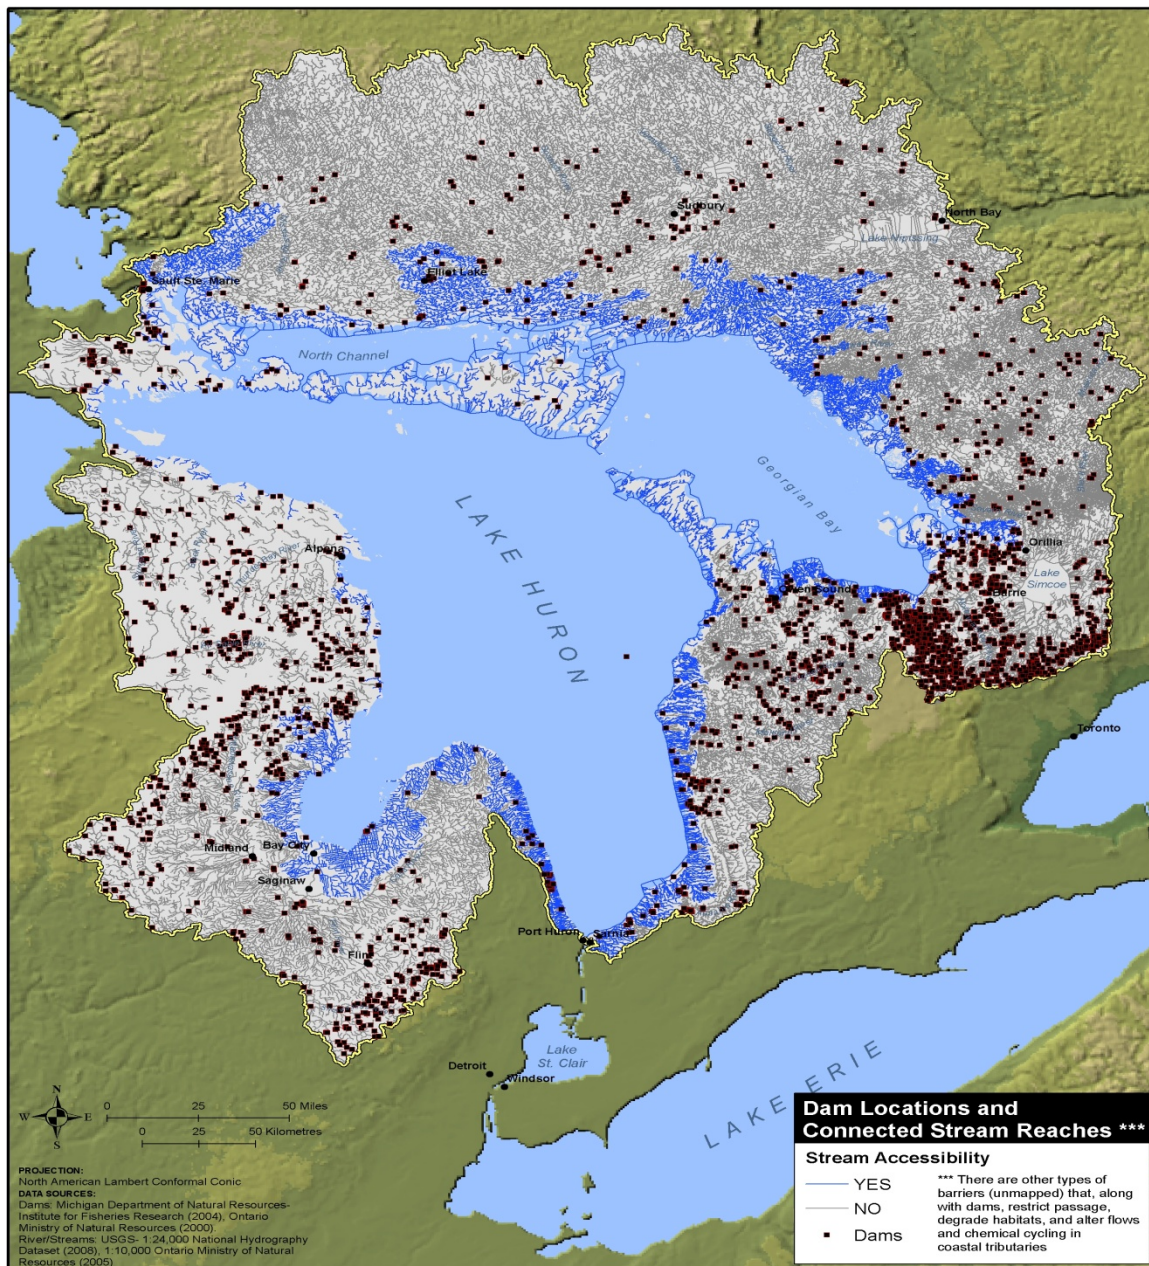 Sudbury
North Bay
Lake Nipissing
Elliot Lake
Sault Ste. Marie
North Channel
Georgian Bay
LAKE HURON
Alpena
Orillia
Lake
Simcoe
Owen Sound
Barrie
Toronto
Midland
Bay City
Saginaw
Flint
Port Huron
Sarnia
Lake
St. Clair
Detroit
Windsor
LAKE ERIE
N
W
E
S
0 25 50 Miles
0 25 50 Kilometres
PROJECTION:
North American Lambert Conformal Conic
DATA SOURCES:
Dams: Michigan Department of Natural Resources-
Institute for Fisheries Research (2004), Ontario
Ministry of Natural Resources (2000).
River/Streams: USGS- 1:24,000 National Hydrography
Dataset (2008), 1:10,000 Ontario Ministry of Natural
Resources (2005)
Dam Locations and
Connected Stream Reaches ***
Stream Accessibility
YES
NO
Dams
*** There are other types of
barriers (unmapped) that, along
with dams, restrict passage,
degrade habitats, and alter flows
and chemical cycling in
coastal tributaries